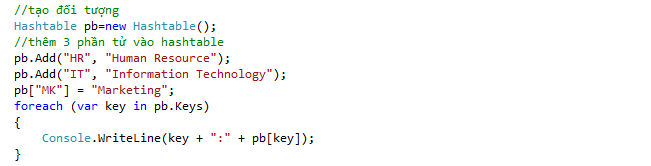 //tạo đối tượng
Hashtable pb=new Hashtable();
//thêm 3 phần tử vào hashtable
pb.Add("HR", "Human Resource");
pb.Add("IT", "Information Technology");
pb["MK"] = "Marketing";
foreach (var key in pb.Keys)
{
    Console.WriteLine(key + ":" + pb[key]);
}